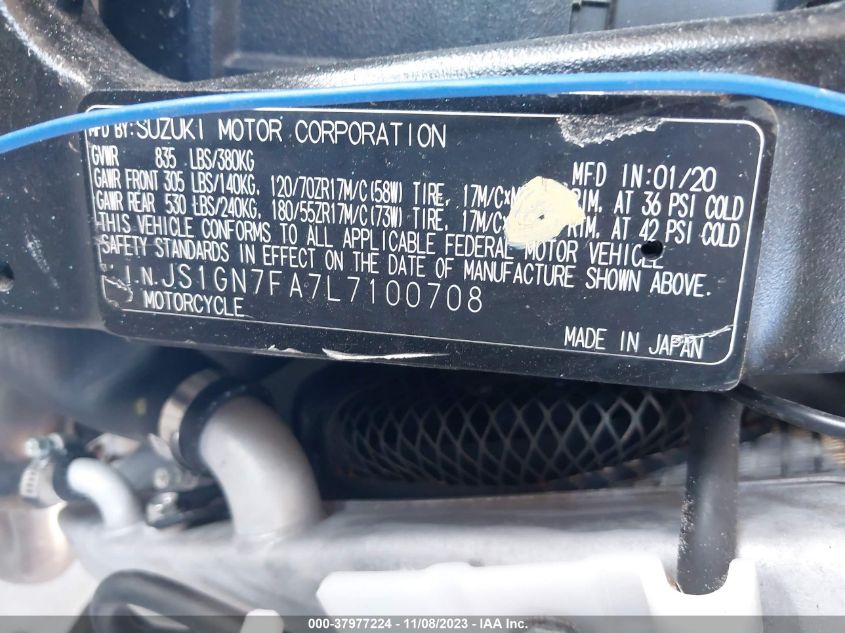 MFD BY: SUZUKI MOTOR CORPORATION
GVWR 835 LBS/380KG MFD IN: 01/20
GAWR FRONT 305 LBS/140KG, 120/70ZR17M/C (58W) TIRE, 17M/C AT 36 PSI COLD
GAWR REAR 530 LBS/240KG, 180/55ZR17M/C (73W) TIRE, 17M/C RIM. AT 42 PSI COLD
THIS VEHICLE CONFORMS TO ALL APPLICABLE FEDERAL MOTOR VEHICLE
SAFETY STANDARDS IN EFFECT ON THE DATE OF MANUFACTURE SHOWN ABOVE.
I.N. JS1GN7FA7L7100708
MOTORCYCLE
MADE IN JAPAN
000-37977224 - 11/08/2023 - IAA Inc.